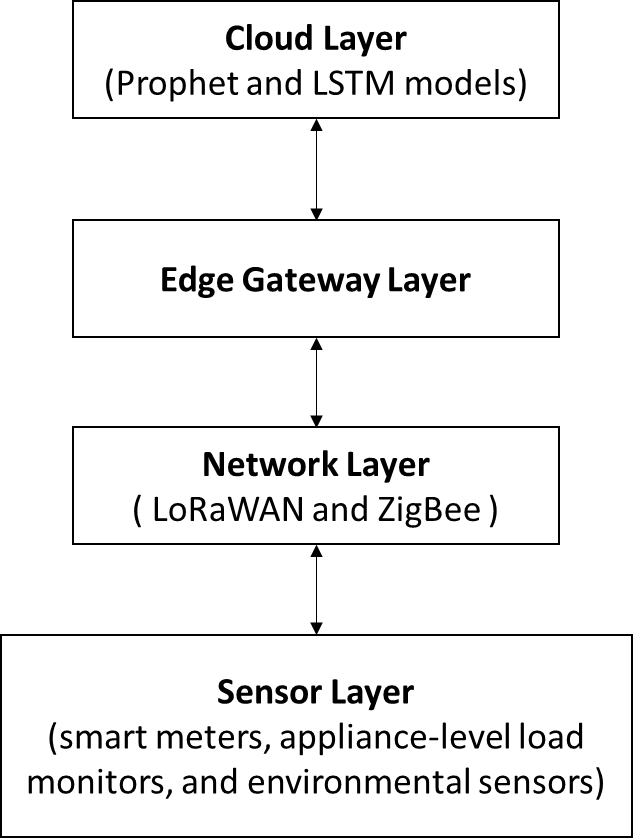 Cloud Layer
(Prophet and LSTM models)
Edge Gateway Layer
Network Layer
( LoRaWAN and ZigBee )
Sensor Layer
(smart meters, appliance-level load
monitors, and environmental sensors)